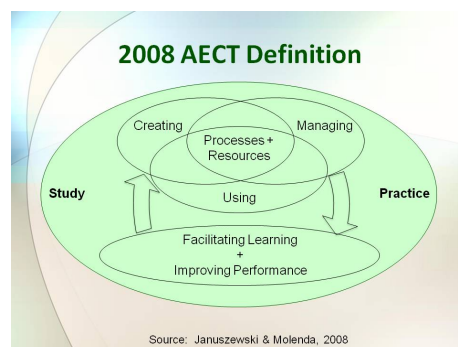 2008 AECT Definition
Creating
Managing
Processes +
Resources
Study
Practice
Using
Facilitating Learning
+
Improving Performance
Source: Januszewski & Molenda, 2008